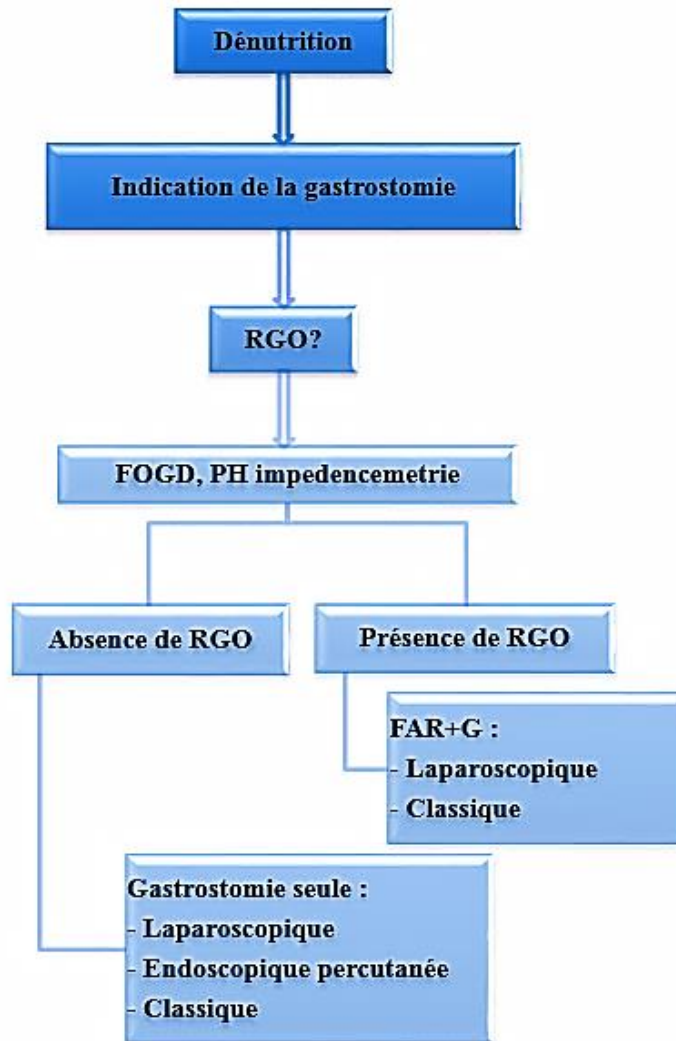 Dénutrition
Indication de la gastrostomie
RGO?
FOGD, PH impedencemetrie
Absence de RGO
Présence de RGO
FAR+G :
- Laparoscopique
- Classique
Gastrostomie seule :
- Laparoscopique
- Endoscopique percutanée
- Classique